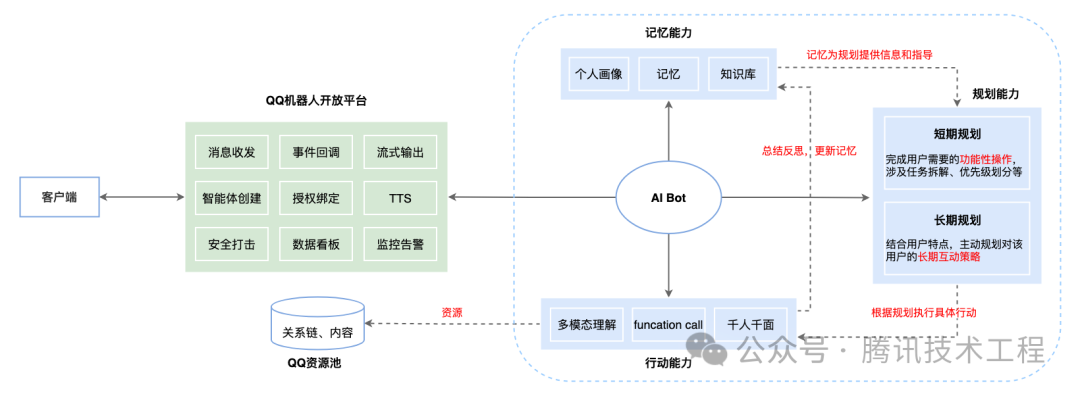 记忆能力
个人画像
记忆
知识库
记忆为规划提供信息和指导
规划能力
短期规划
完成用户需要的功能性操作，
涉及任务拆解、优先级划分等
长期规划
结合用户特点，主动规划对该
用户的长期互动策略
QQ机器人开放平台
消息收发
事件回调
流式输出
智能体创建
授权绑定
TTS
安全打击
数据看板
监控告警
客户端
AI Bot
总结反思，更新记忆
根据规划执行具体行动
资源
关系链、内容
QQ资源池
多模态理解
funcation call
千人千面
行动能力
公众号 · 腾讯技术工程